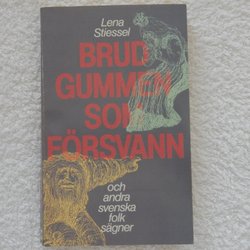 Lena
Stiessel
BRUD
GUMMEN
SOM
FÖRSVANN
och
andra
svenska
folk
sägner